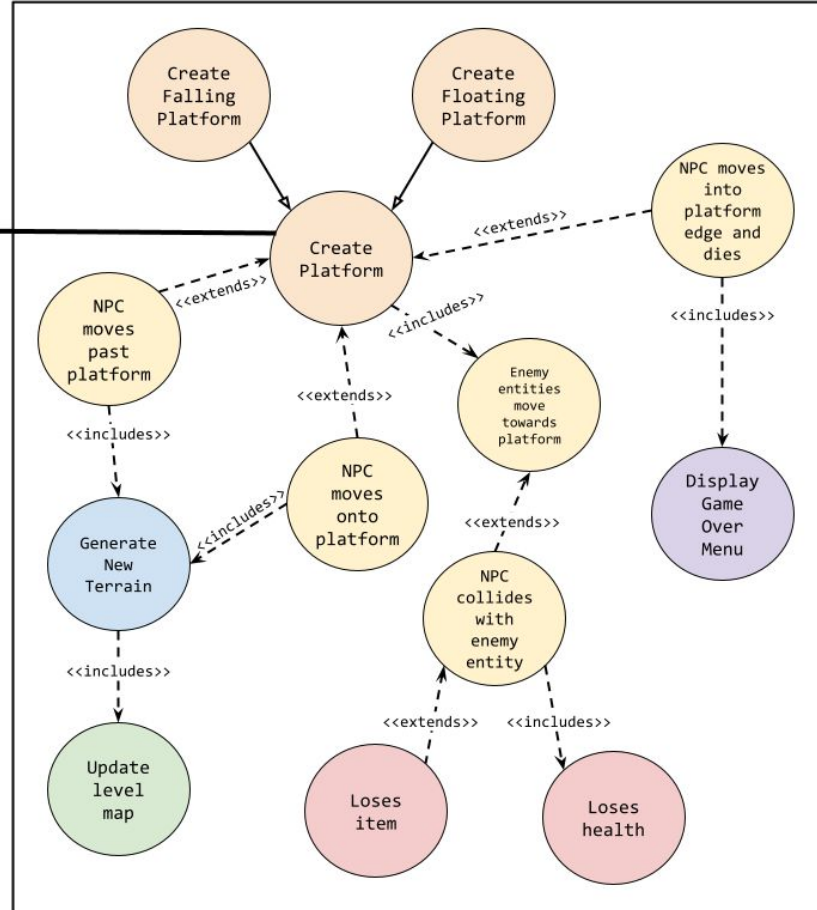 Create
Falling
Platform
Create
Floating
Platform
NPC moves
into
platform
edge and
dies
<<extends>>
Create
Platform
<<extends>>
NPC
moves
past
platform
<<includes>>
<<includes>>
Enemy
entities
move
towards
platform
<<extends>>
<<includes>>
NPC
moves
onto
platform
<<includes>>
Display
Game
Over
Menu
Generate
New
Terrain
<<extends>>
NPC
collides
with
enemy
entity
<<includes>>
<<extends>>
<<includes>>
Update
level
map
Loses
item
Loses
health